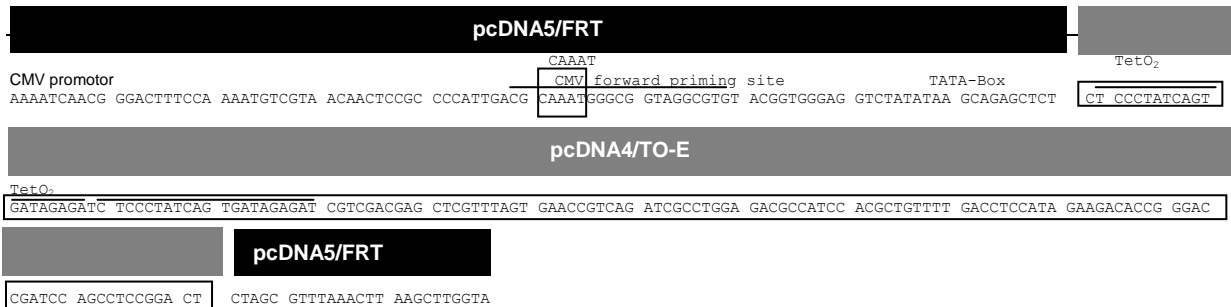 pcDNA5/FRT
CAAAT TetO₂
CMV promotor CMV forward priming site TATA-Box
AAAATCAACG GGACTTTCCA AAATGTCGTA ACAACTCCGC CCCATTGACG CAAATGGGCG GTAGGCGTGT ACGGTGGGAG GTCTATATAA GCAGAGCTCT CT CCCTATCAGT
pcDNA4/TO-E
TetO₂
GATAGAGATC TCCCTATCAG TGATAGAGAT CGTCGACGAG CTCGTTTAGT GAACCGTCAG ATCGCCTGGA GACGCCATCC ACGCTGTTTT GACCTCCATA GAAGACACCG GGAC
pcDNA5/FRT
CGATCC AGCCTCCGGA CT CTAGC GTTTAAACTT AAGCTTGGTA